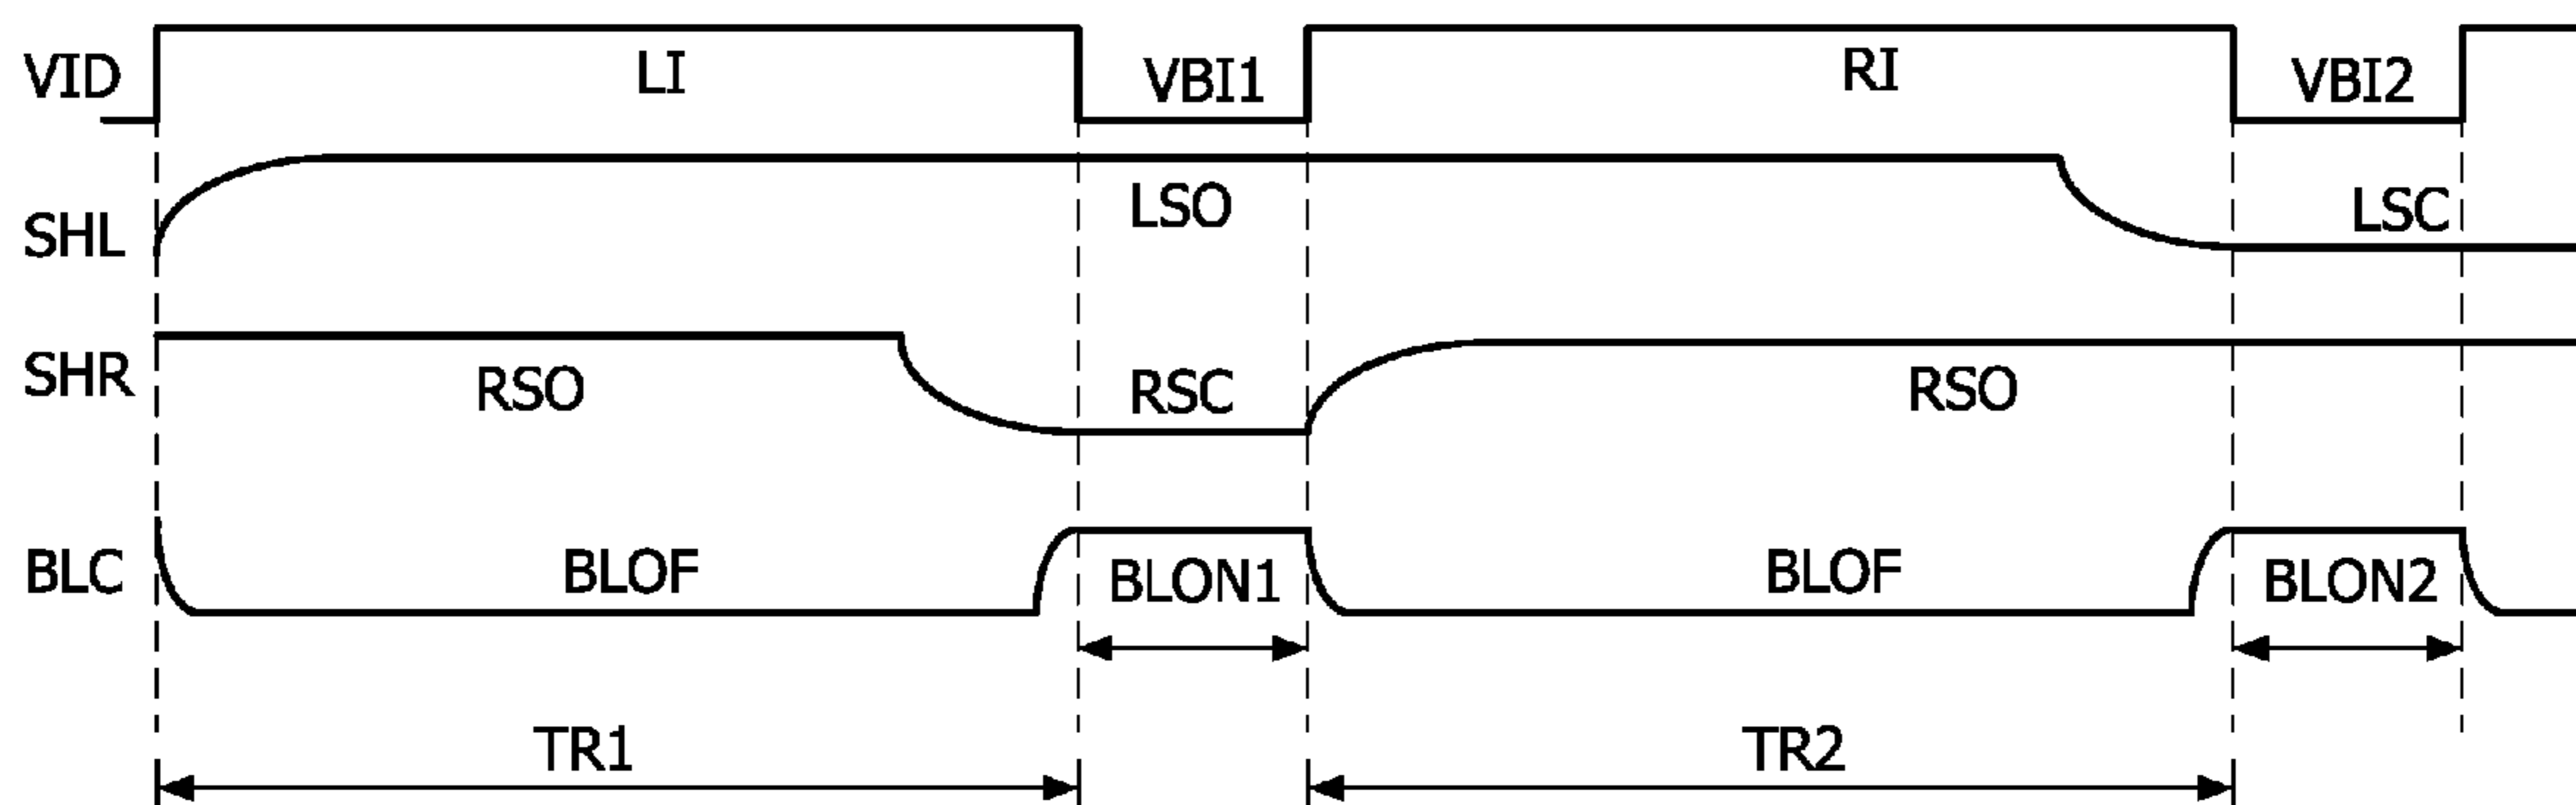 VID LI VBI1 RI VBI2
SHL LSO LSC
SHR RSO RSC RSO
BLC BLOF BLON1 BLOF BLON2
TR1 TR2